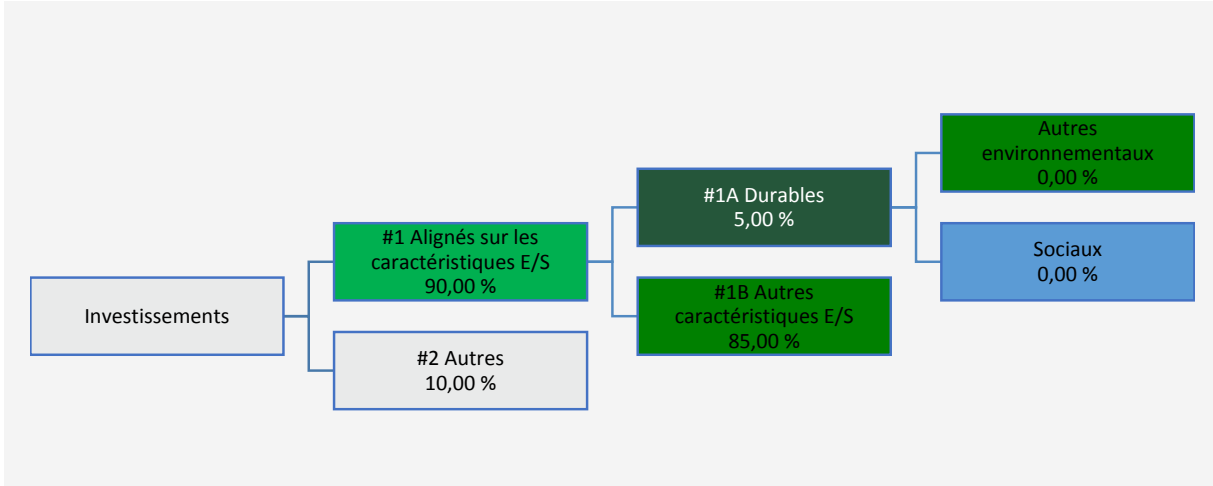 Investissements
#1 Alignés sur les
caractéristiques E/S
90,00 %
#2 Autres
10,00 %
#1A Durables
5,00 %
#1B Autres
caractéristiques E/S
85,00 %
Autres
environnementaux
0,00 %
Sociaux
0,00 %